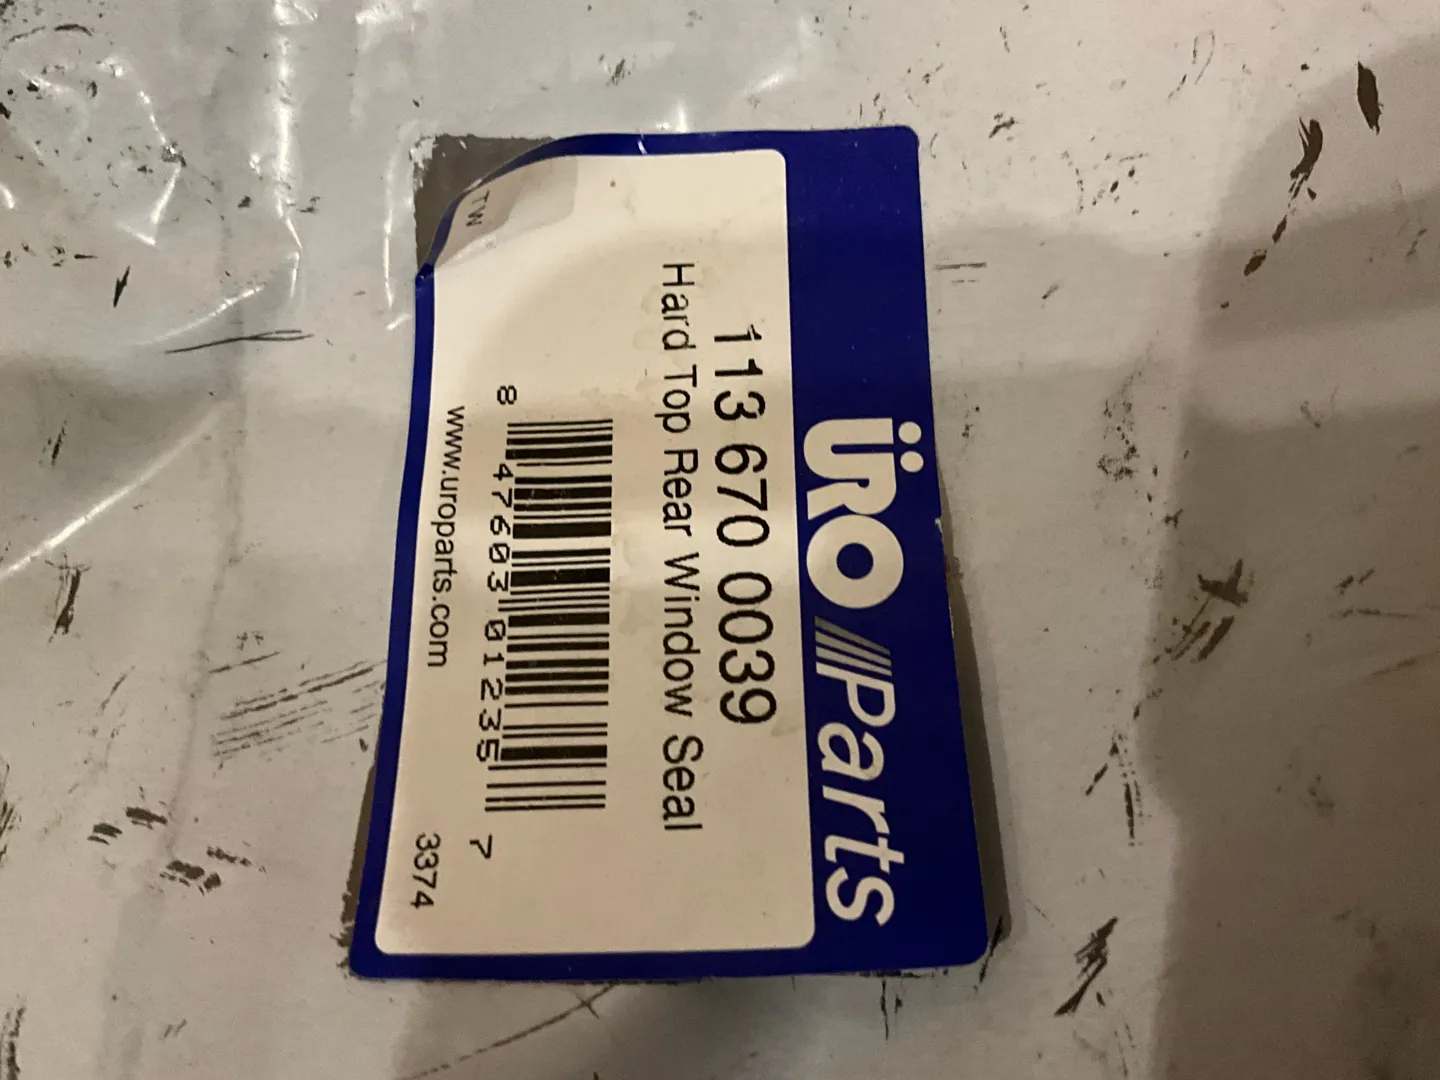 ÜRO Parts
113 670 0039
Hard Top Rear Window Seal
8 47603 01235 7
www.uroparts.com
3374
TW